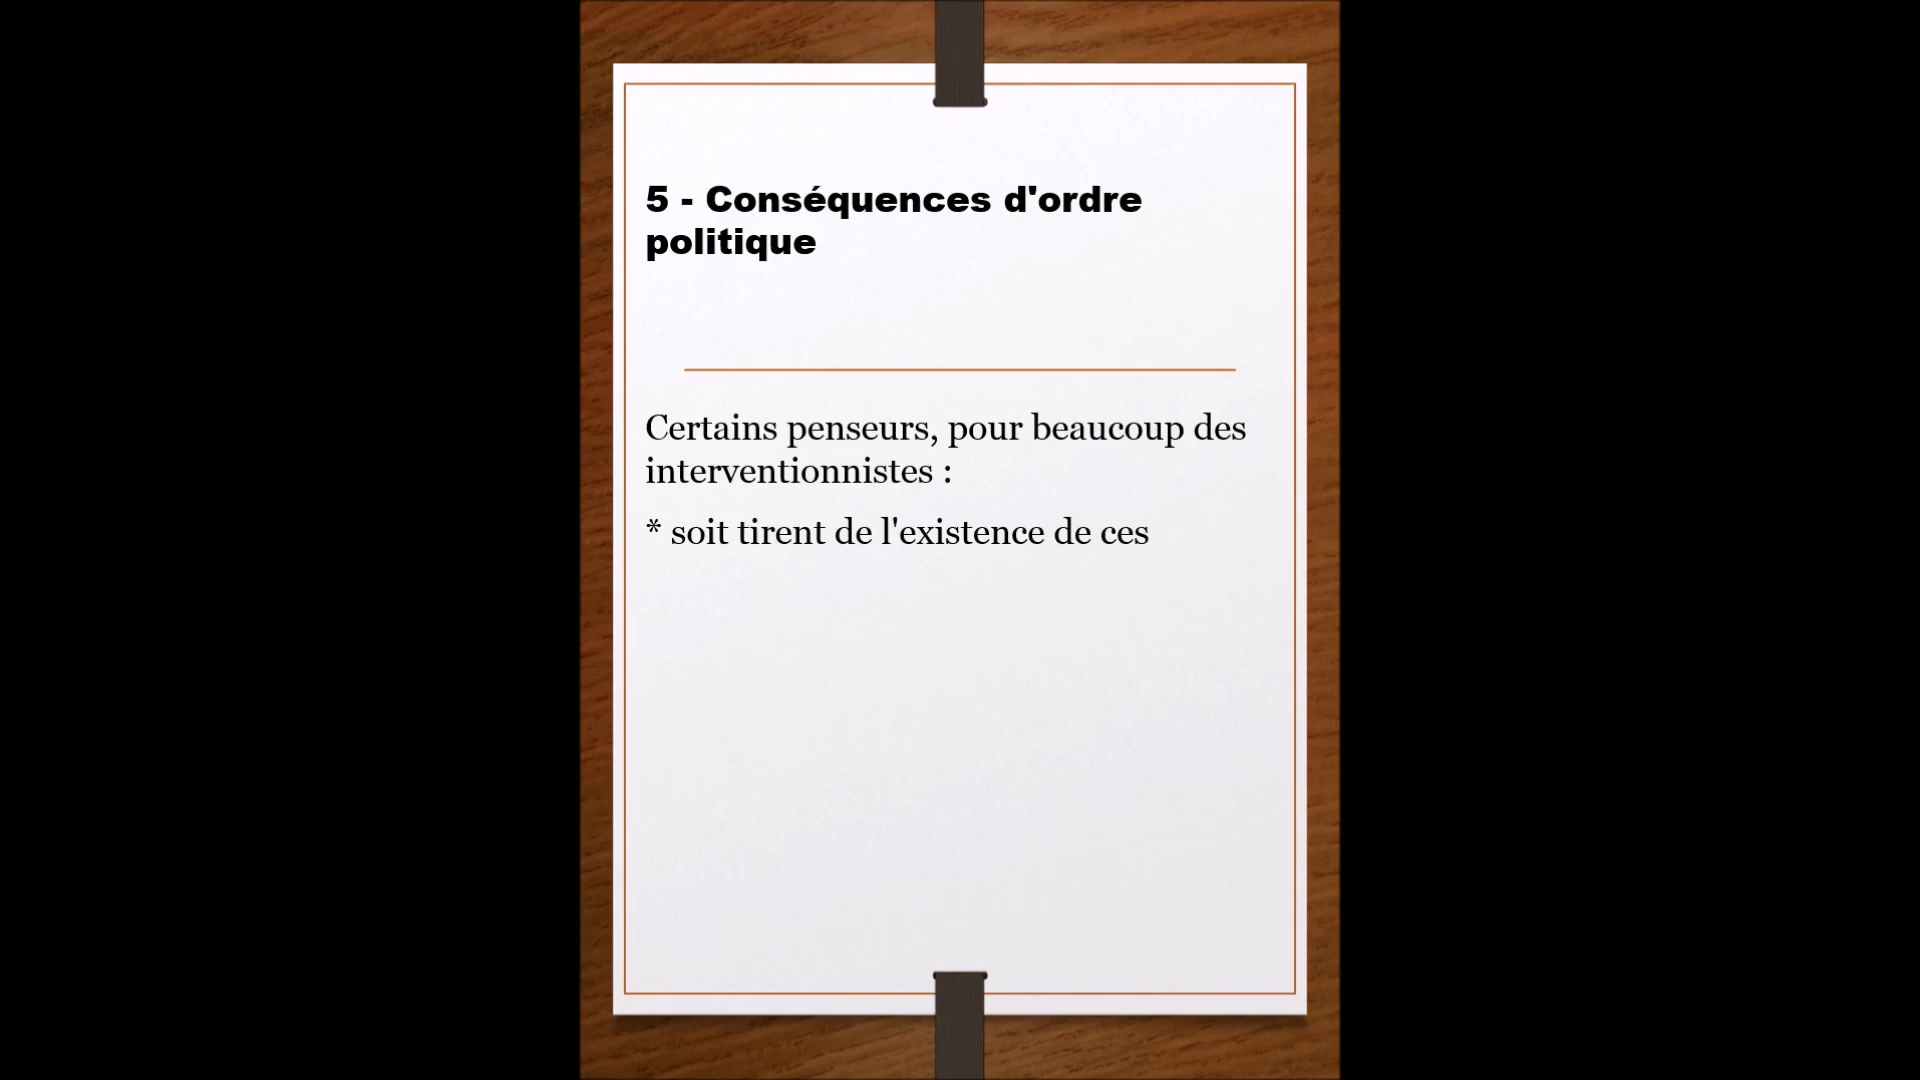 5 - Conséquences d'ordre
politique
Certains penseurs, pour beaucoup des
interventionnistes :
* soit tirent de l'existence de ces